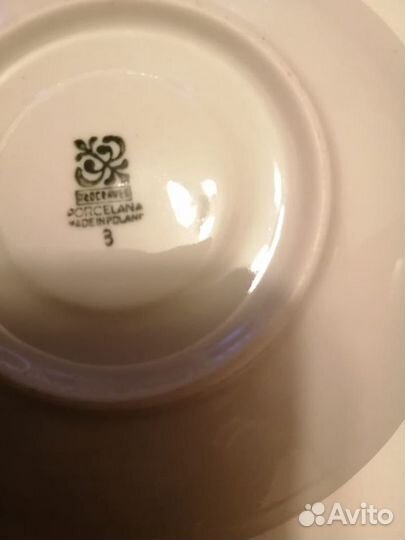 PORCELANA
MADE IN POLAND
3
Avito